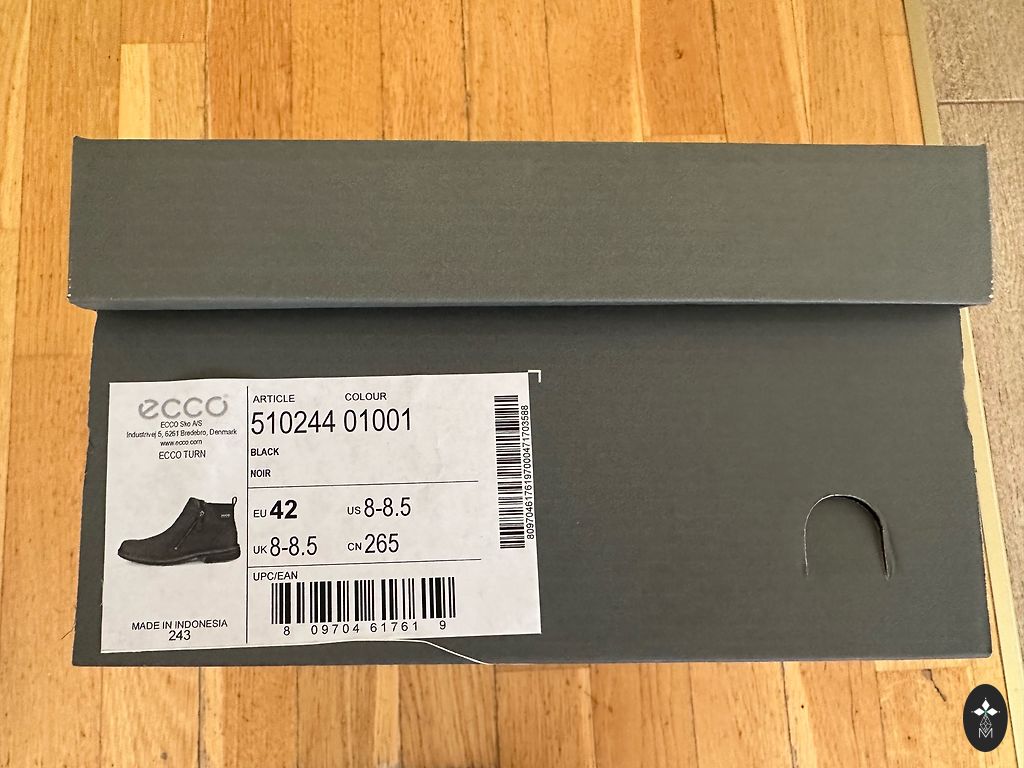 ecco
ECCO Sko A/S
Industrivej 5, 6261 Bredebro, Denmark
www.ecco.com
ECCO TURN
MADE IN INDONESIA
243
ARTICLE COLOUR
510244 01001
BLACK
NOIR
EU 42 US 8-8.5
UK 8-8.5 CN 265
UPC/EAN
8 09704 61761 9
8097046176197000471703588
M